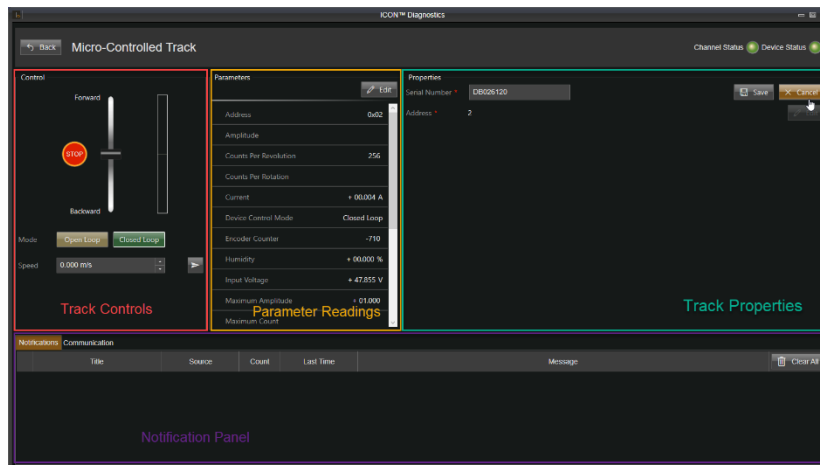 ICON™ Diagnostics
Back Micro-Controlled Track
Channel Status Device Status
Control
Forward
STOP
Backward
Mode Open Loop Closed Loop
Speed 0.000 m/s
Track Controls
Parameters
Edit
Address 0x02
Amplitude
Counts Per Revolution 256
Counts Per Rotation
Current + 00.004 A
Device Control Mode Closed Loop
Encoder Counter -710
Humidity + 00.000 %
Input Voltage + 47.855 V
Maximum Amplitude + 01.000
Maximum Count
Parameter Readings
Properties
Serial Number * DB026120 Save Cancel
Address * 2
Track Properties
Notifications Communication
Title Source Count Last Time Message Clear All
Notification Panel